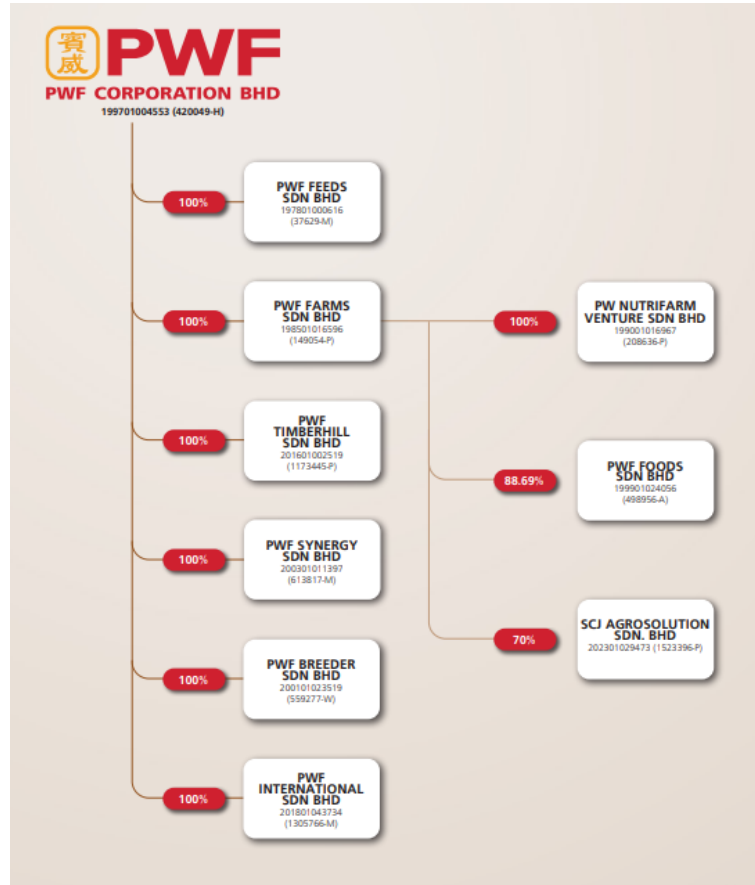 賓
威
PWF
PWF CORPORATION BHD
199701004553 (420049-H)
100%
PWF FEEDS
SDN BHD
197801000616
(37629-M)
100%
PWF FARMS
SDN BHD
198501016596
(149054-P)
100%
PW NUTRIFARM
VENTURE SDN BHD
199001016967
(208636-P)
100%
PWF
TIMBERHILL
SDN BHD
201601002519
(1173445-P)
88.69%
PWF FOODS
SDN BHD
199901024056
(498956-A)
100%
PWF SYNERGY
SDN BHD
200301011397
(613817-M)
70%
SCJ AGROSOLUTION
SDN. BHD
202301029473 (1523396-P)
100%
PWF BREEDER
SDN BHD
200101023519
(559277-W)
100%
PWF
INTERNATIONAL
SDN BHD
201801043734
(1305766-M)